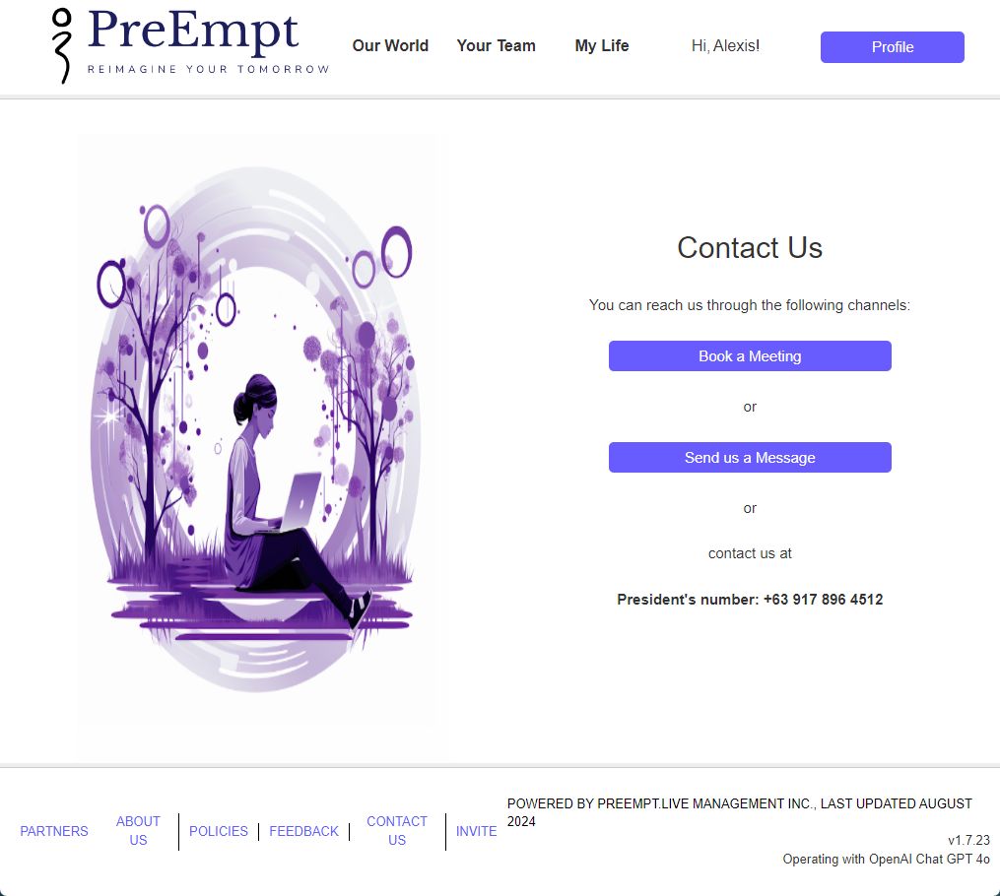 PreEmpt
REIMAGINE YOUR TOMORROW
Our World
Your Team
My Life
Hi, Alexis!
Profile
Contact Us
You can reach us through the following channels:
Book a Meeting
or
Send us a Message
or
contact us at
President's number: +63 917 896 4512
PARTNERS
ABOUT
US
POLICIES
FEEDBACK
CONTACT
US
INVITE
POWERED BY PREEMPT.LIVE MANAGEMENT INC., LAST UPDATED AUGUST
2024
v1.7.23
Operating with OpenAI Chat GPT 4o